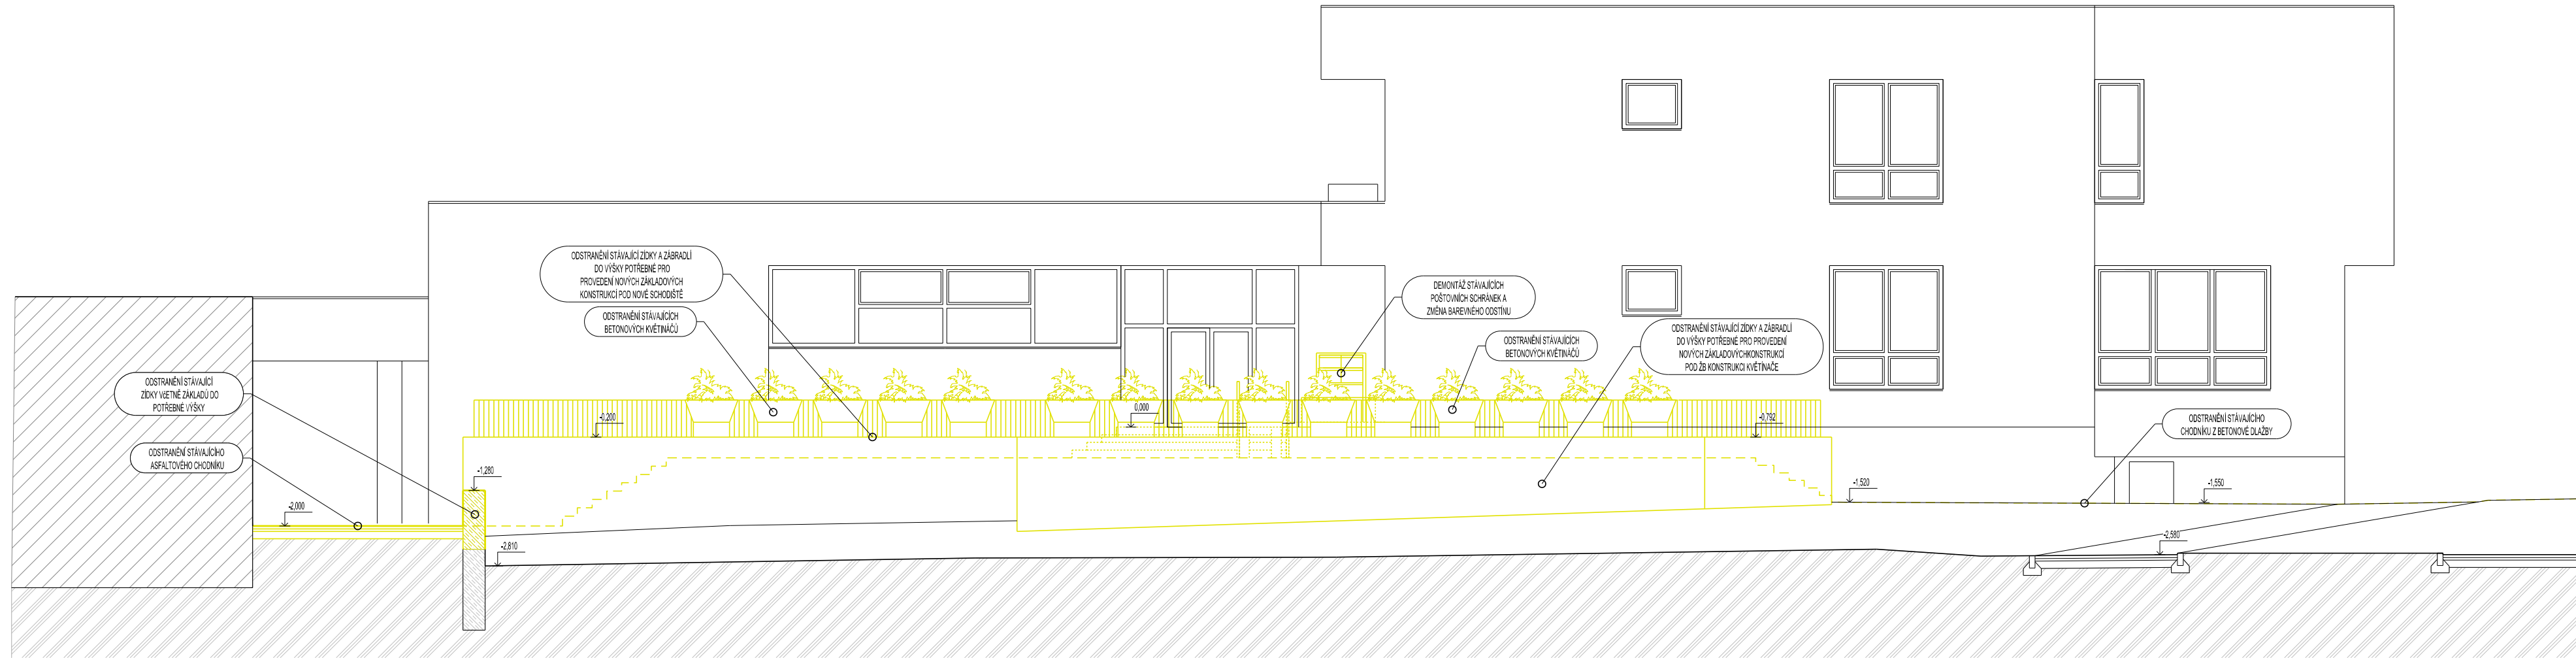 ODSTRANĚNÍ STÁVAJÍCÍ ZÍDKY A ZÁBRADLÍ
DO VÝŠKY POTŘEBNÉ PRO
PROVEDENÍ NOVÝCH ZÁKLADOVÝCH
KONSTRUKCÍ POD NOVÉ SCHODIŠTĚ
ODSTRANĚNÍ STÁVAJÍCÍCH
BETONOVÝCH KVĚTINÁČŮ
DEMONTÁŽ STÁVAJÍCÍCH
POŠTOVNÍCH SCHRÁNEK A
ZMĚNA BAREVNÉHO ODSTÍNU
ODSTRANĚNÍ STÁVAJÍCÍCH
BETONOVÝCH KVĚTINÁČŮ
ODSTRANĚNÍ STÁVAJÍCÍ ZÍDKY A ZÁBRADLÍ
DO VÝŠKY POTŘEBNÉ PRO PROVEDENÍ
NOVÝCH ZÁKLADOVÝCHKONSTRUKCÍ
POD ŽB KONSTRUKCI KVĚTINÁČE
ODSTRANĚNÍ STÁVAJÍCÍ
ZÍDKY VČETNĚ ZÁKLADŮ DO
POTŘEBNÉ VÝŠKY
ODSTRANĚNÍ STÁVAJÍCÍHO
ASFALTOVÉHO CHODNÍKU
ODSTRANĚNÍ STÁVAJÍCÍHO
CHODNÍKU Z BETONOVÉ DLAŽBY
-0,200
0,000
-0,792
-1,280
-2,000
-1,520
-1,550
-2,810
-2,580